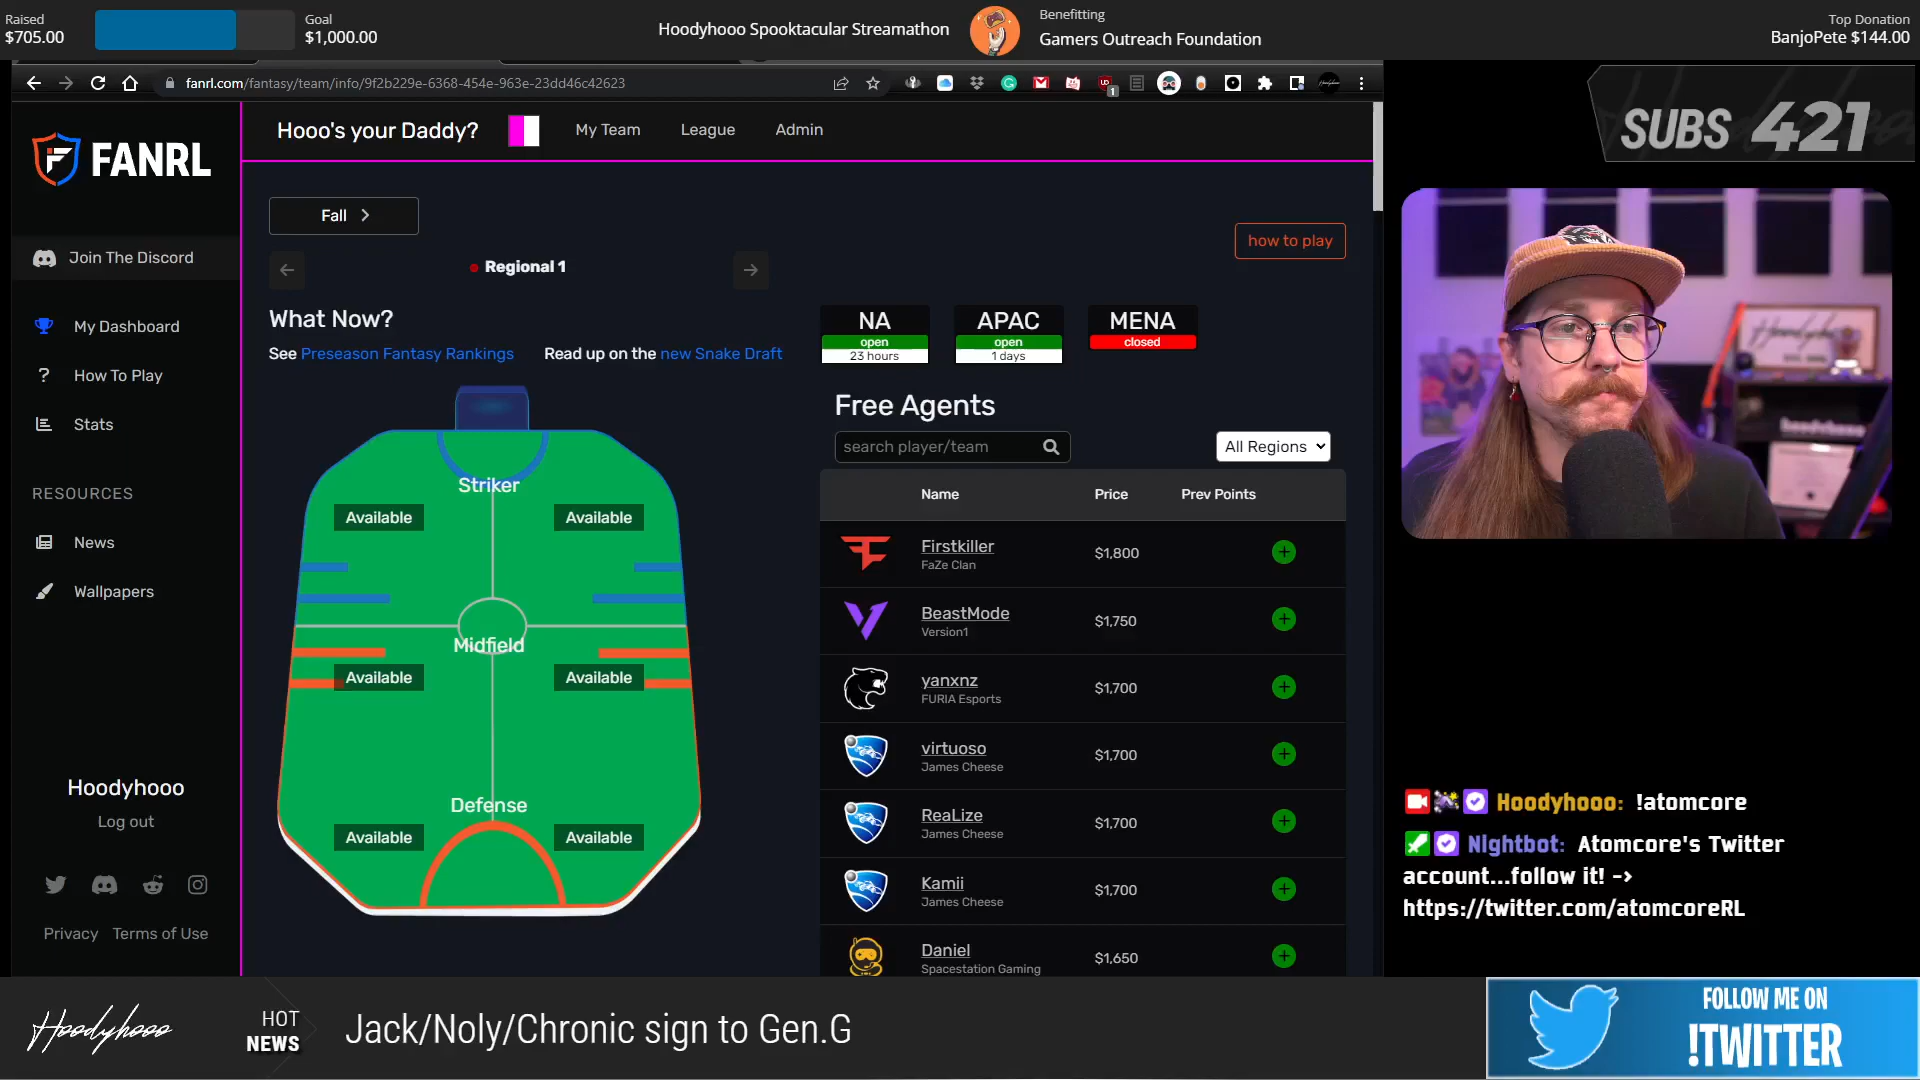 Raised
$705.00
Goal
$1,000.00
Hoodyhooo Spooktacular Streamathon
Benefitting
Gamers Outreach Foundation
Top Donation
BanjoPete $144.00
fanrl.com/fantasy/team/info/9f2b229e-6368-454e-963e-23dd46c42623
FANRL
Join The Discord
My Dashboard
? How To Play
Stats
RESOURCES
News
Wallpapers
Hoodyhooo
Log out
Privacy Terms of Use
Hooo's your Daddy?
My Team League Admin
Fall
how to play
Regional 1
What Now?
See Preseason Fantasy Rankings Read up on the new Snake Draft
Striker
Available Available
Midfield
Available Available
Defense
Available Available
NA
open
23 hours
APAC
open
1 days
MENA
closed
Free Agents
search player/team
All Regions
Name Price Prev Points
Firstkiller
FaZe Clan
$1,800
BeastMode
Version1
$1,750
yanxnz
FURIA Esports
$1,700
virtuoso
James Cheese
$1,700
ReaLize
James Cheese
$1,700
Kamii
James Cheese
$1,700
Daniel
Spacestation Gaming
$1,650
SUBS 421
Hoodyhooo: !atomcore
Nightbot: Atomcore's Twitter
account...follow it! ->
https://twitter.com/atomcoreRL
Hoodyhooo
HOT
NEWS
Jack/Noly/Chronic sign to Gen.G
FOLLOW ME ON
!TWITTER